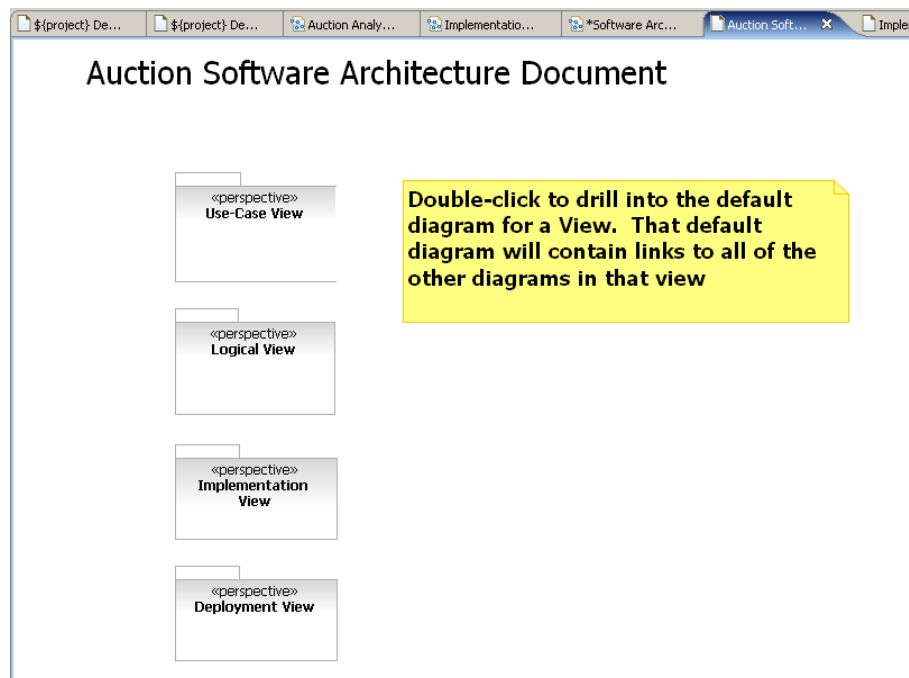 ${project} De...
${project} De...
Auction Analy...
Implementatio...
*Software Arc...
Auction Soft...
Imple
Auction Software Architecture Document
«perspective»
Use-Case View
Double-click to drill into the default
diagram for a View. That default
diagram will contain links to all of the
other diagrams in that view
«perspective»
Logical View
«perspective»
Implementation
View
«perspective»
Deployment View